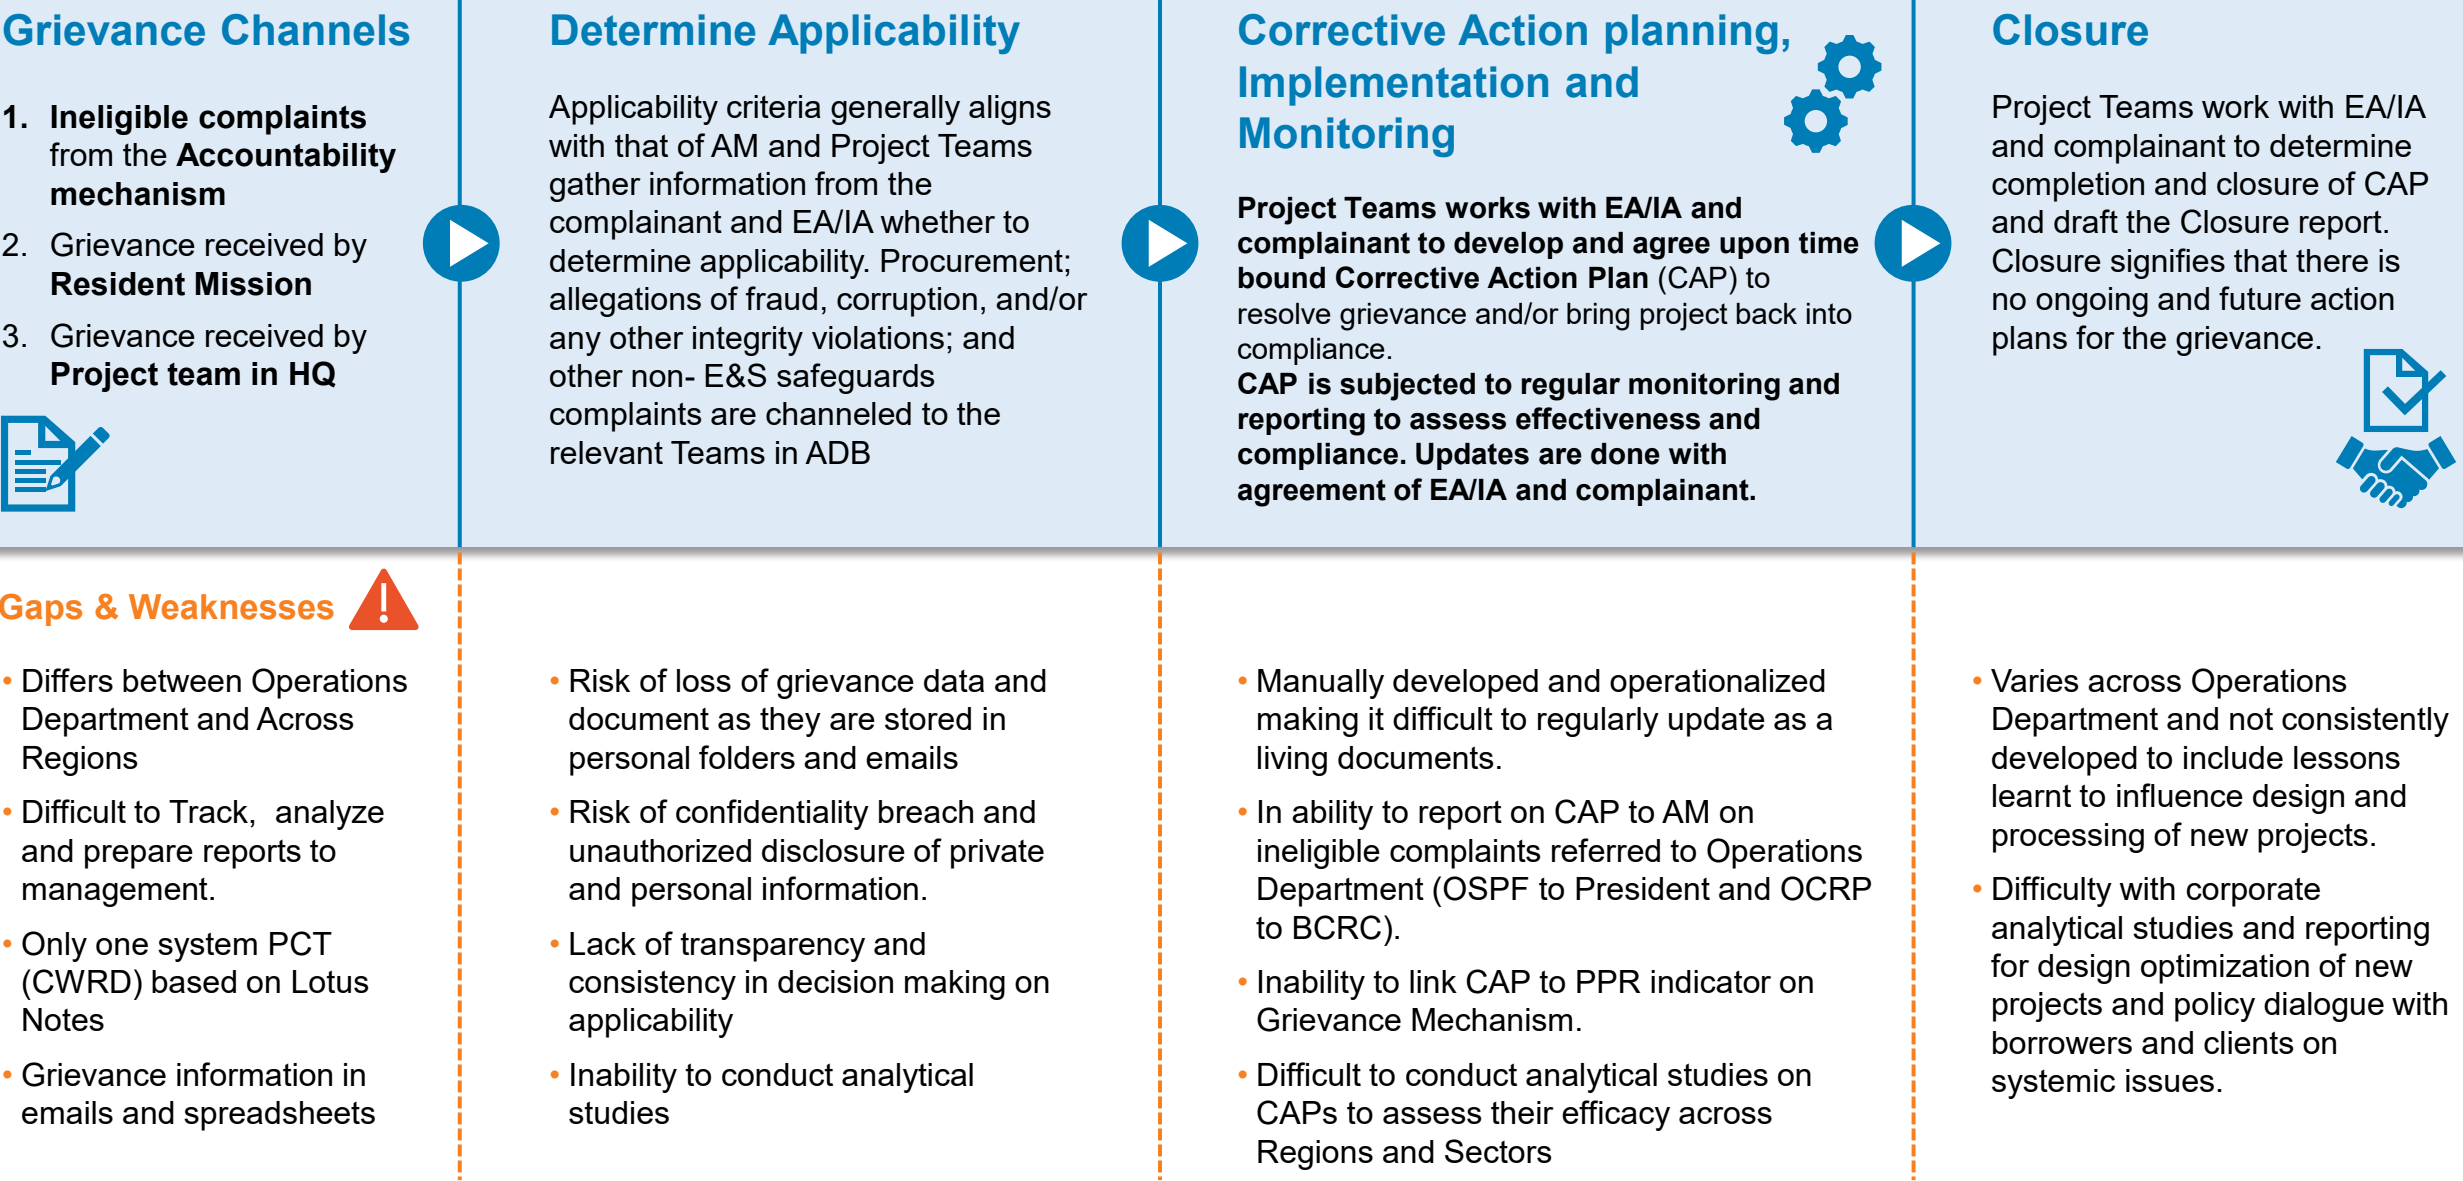 Grievance Channels
1. Ineligible complaints
from the Accountability
mechanism
2. Grievance received by
Resident Mission
3. Grievance received by
Project team in HQ
Determine Applicability
Applicability criteria generally aligns
with that of AM and Project Teams
gather information from the
complainant and EA/IA whether to
determine applicability. Procurement;
allegations of fraud, corruption, and/or
any other integrity violations; and
other non- E&S safeguards
complaints are channeled to the
relevant Teams in ADB
Corrective Action planning,
Implementation and
Monitoring
Project Teams works with EA/IA and
complainant to develop and agree upon time
bound Corrective Action Plan (CAP) to
resolve grievance and/or bring project back into
compliance.
CAP is subjected to regular monitoring and
reporting to assess effectiveness and
compliance. Updates are done with
agreement of EA/IA and complainant.
Closure
Project Teams work with EA/IA
and complainant to determine
completion and closure of CAP
and draft the Closure report.
Closure signifies that there is
no ongoing and future action
plans for the grievance.
Gaps & Weaknesses
• Differs between Operations
Department and Across
Regions
• Difficult to Track,  analyze
and prepare reports to
management.
• Only one system PCT
(CWRD) based on Lotus
Notes
• Grievance information in
emails and spreadsheets
• Risk of loss of grievance data and
document as they are stored in
personal folders and emails
• Risk of confidentiality breach and
unauthorized disclosure of private
and personal information.
• Lack of transparency and
consistency in decision making on
applicability
• Inability to conduct analytical
studies
• Manually developed and operationalized
making it difficult to regularly update as a
living documents.
• In ability to report on CAP to AM on
ineligible complaints referred to Operations
Department (OSPF to President and OCRP
to BCRC).
• Inability to link CAP to PPR indicator on
Grievance Mechanism.
• Difficult to conduct analytical studies on
CAPs to assess their efficacy across
Regions and Sectors
• Varies across Operations
Department and not consistently
developed to include lessons
learnt to influence design and
processing of new projects.
• Difficulty with corporate
analytical studies and reporting
for design optimization of new
projects and policy dialogue with
borrowers and clients on
systemic issues.